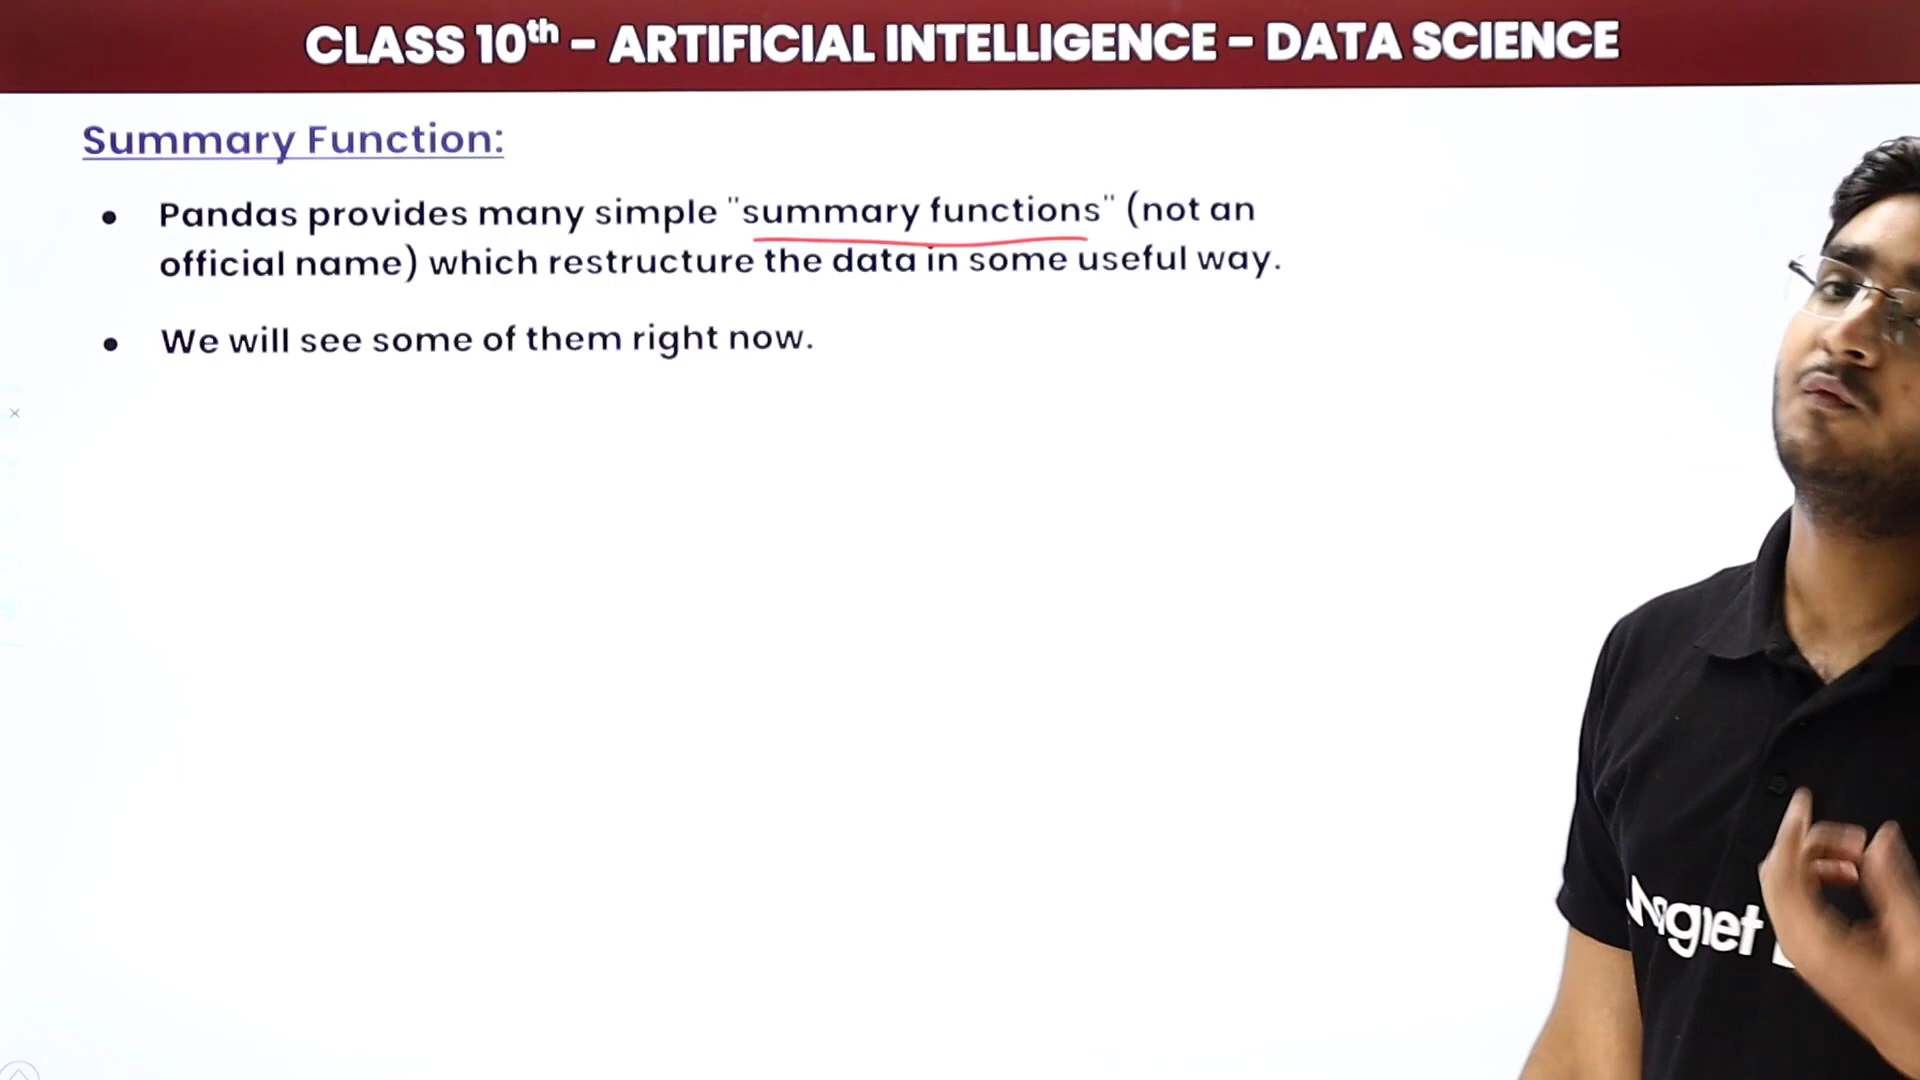 CLASS 10th - ARTIFICIAL INTELLIGENCE - DATA SCIENCE
Summary Function:
• Pandas provides many simple "summary functions" (not an
official name) which restructure the data in some useful way.
• We will see some of them right now.